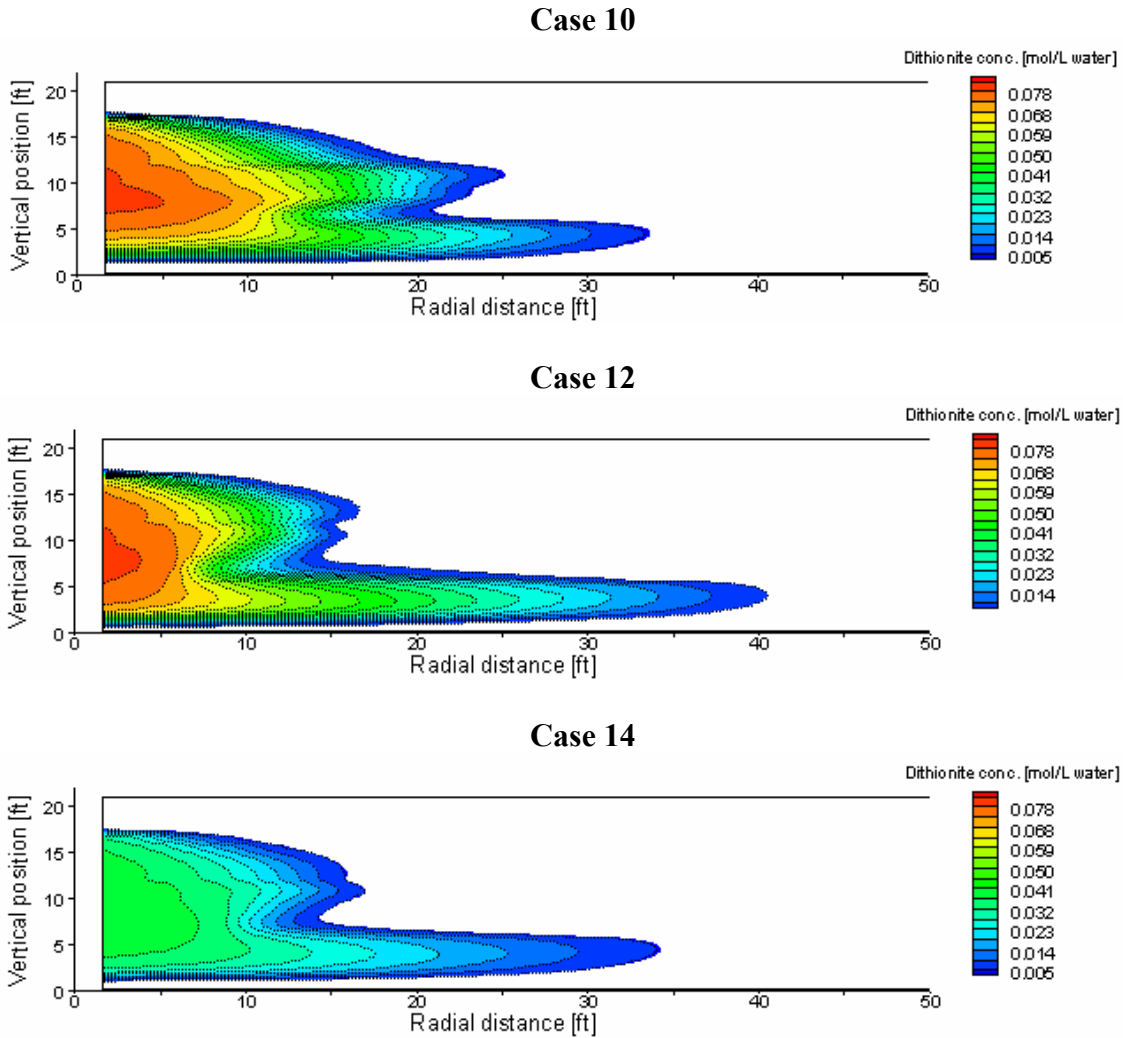 Case 10
Dithionite conc. [mol/L water]
0.078
0.068
0.059
0.050
0.041
0.032
0.023
0.014
0.005
Vertical position [ft]
20
15
10
5
0
0 10 20 30 40 50
Radial distance [ft]
Case 12
Dithionite conc. [mol/L water]
0.078
0.068
0.059
0.050
0.041
0.032
0.023
0.014
Vertical position [ft]
20
15
10
5
0
0 10 20 30 40 50
Radial distance [ft]
Case 14
Dithionite conc. [mol/L water]
0.078
0.068
0.059
0.050
0.041
0.032
0.023
0.014
0.005
Vertical position [ft]
20
15
10
5
0
0 10 20 30 40 50
Radial distance [ft]